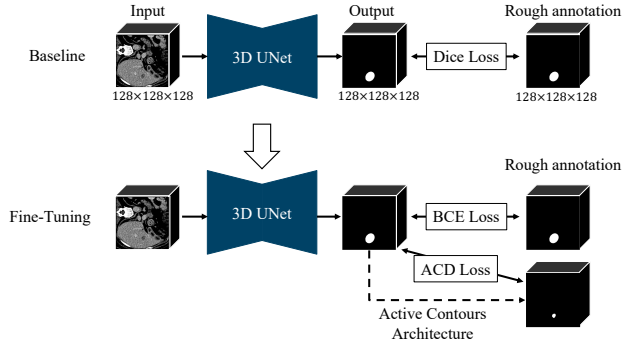 Input
Output
Rough annotation
Baseline
3D UNet
Dice Loss
128×128×128
128×128×128
128×128×128
Rough annotation
Fine-Tuning
3D UNet
BCE Loss
ACD Loss
Active Contours
Architecture